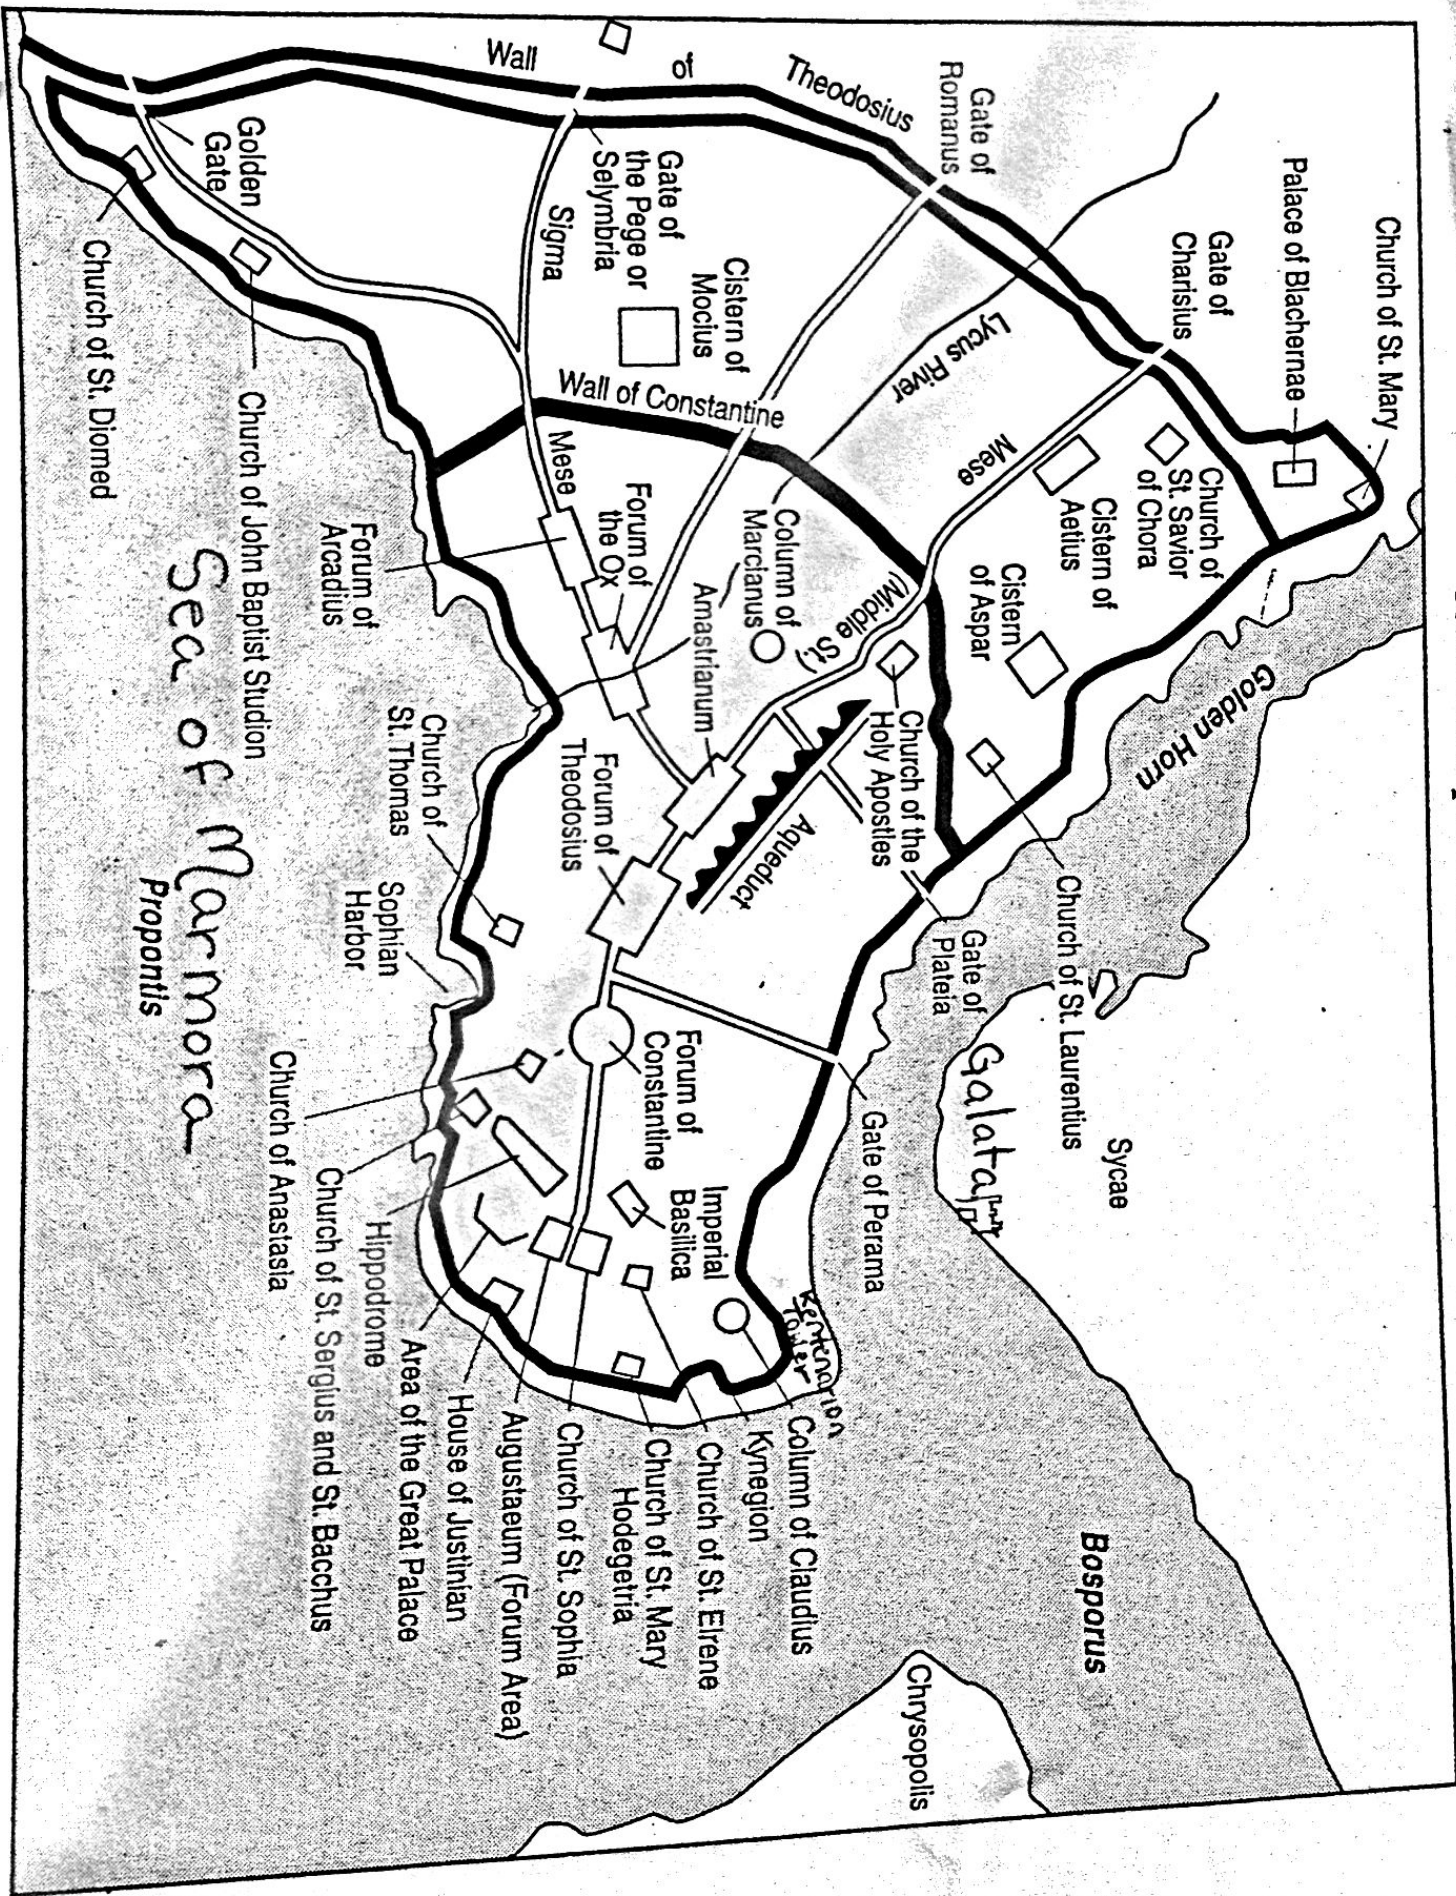 Wall
of
Theodosius
Gate of
Romanus
Palace of Blachernae
Church of St. Mary
Gate of
Charisius
Golden
Gate
Gate of
the Pege or
Selymbria
Sigma
Cistern of
Mocius
Lycus River
Wall of Constantine
Mese
Church of
St. Savior
of Chora
Cistern of
Aetius
Cistern
of Aspar
Church of St. Diomed
Church of John Baptist Studion
Forum of
Arcadius
Mese
Forum of
the Ox
Column of
Marcianus
Amastrianum
(Middle St.)
Golden Horn
Church of the
Holy Apostles
Aqueduct
Forum of
Theodosius
Church of
St. Thomas
Sophian
Harbor
Sea of Marmora
Propontis
Gate of
Plateia
Church of St. Laurentius
Galata
Sycae
Forum of
Constantine
Gate of Perama
Imperial
Basilica
Kentenarion
Tower
Church of Anastasia
Church of St. Sergius and St. Bacchus
Hippodrome
Area of the Great Palace
House of Justinian
Augustaeum (Forum Area)
Church of St. Sophia
Church of St. Mary
Hodegetria
Church of St. Eirene
Kynegion
Column of Claudius
Bosporus
Chrysopolis